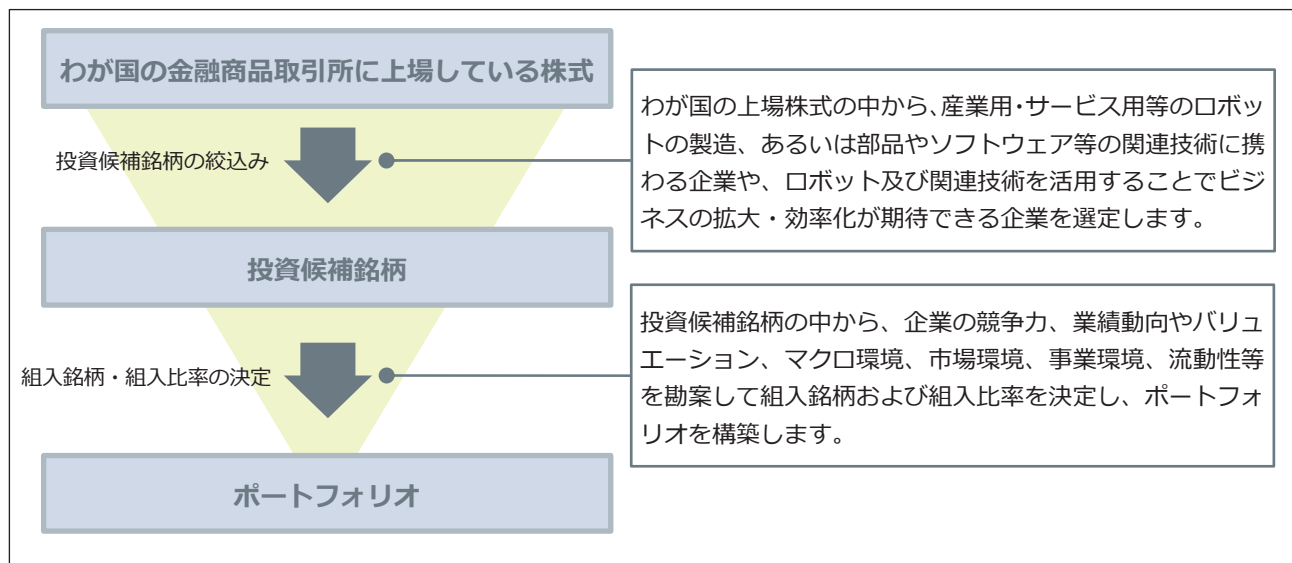 わが国の金融商品取引所に上場している株式
投資候補銘柄の絞込み
わが国の上場株式の中から、産業用・サービス用等のロボッ
トの製造、あるいは部品やソフトウェア等の関連技術に携
わる企業や、ロボット及び関連技術を活用することでビジ
ネスの拡大・効率化が期待できる企業を選定します。
投資候補銘柄
組入銘柄・組入比率の決定
投資候補銘柄の中から、企業の競争力、業績動向やバリュ
エーション、マクロ環境、市場環境、事業環境、流動性等
を勘案して組入銘柄および組入比率を決定し、ポートフォ
リオを構築します。
ポートフォリオ